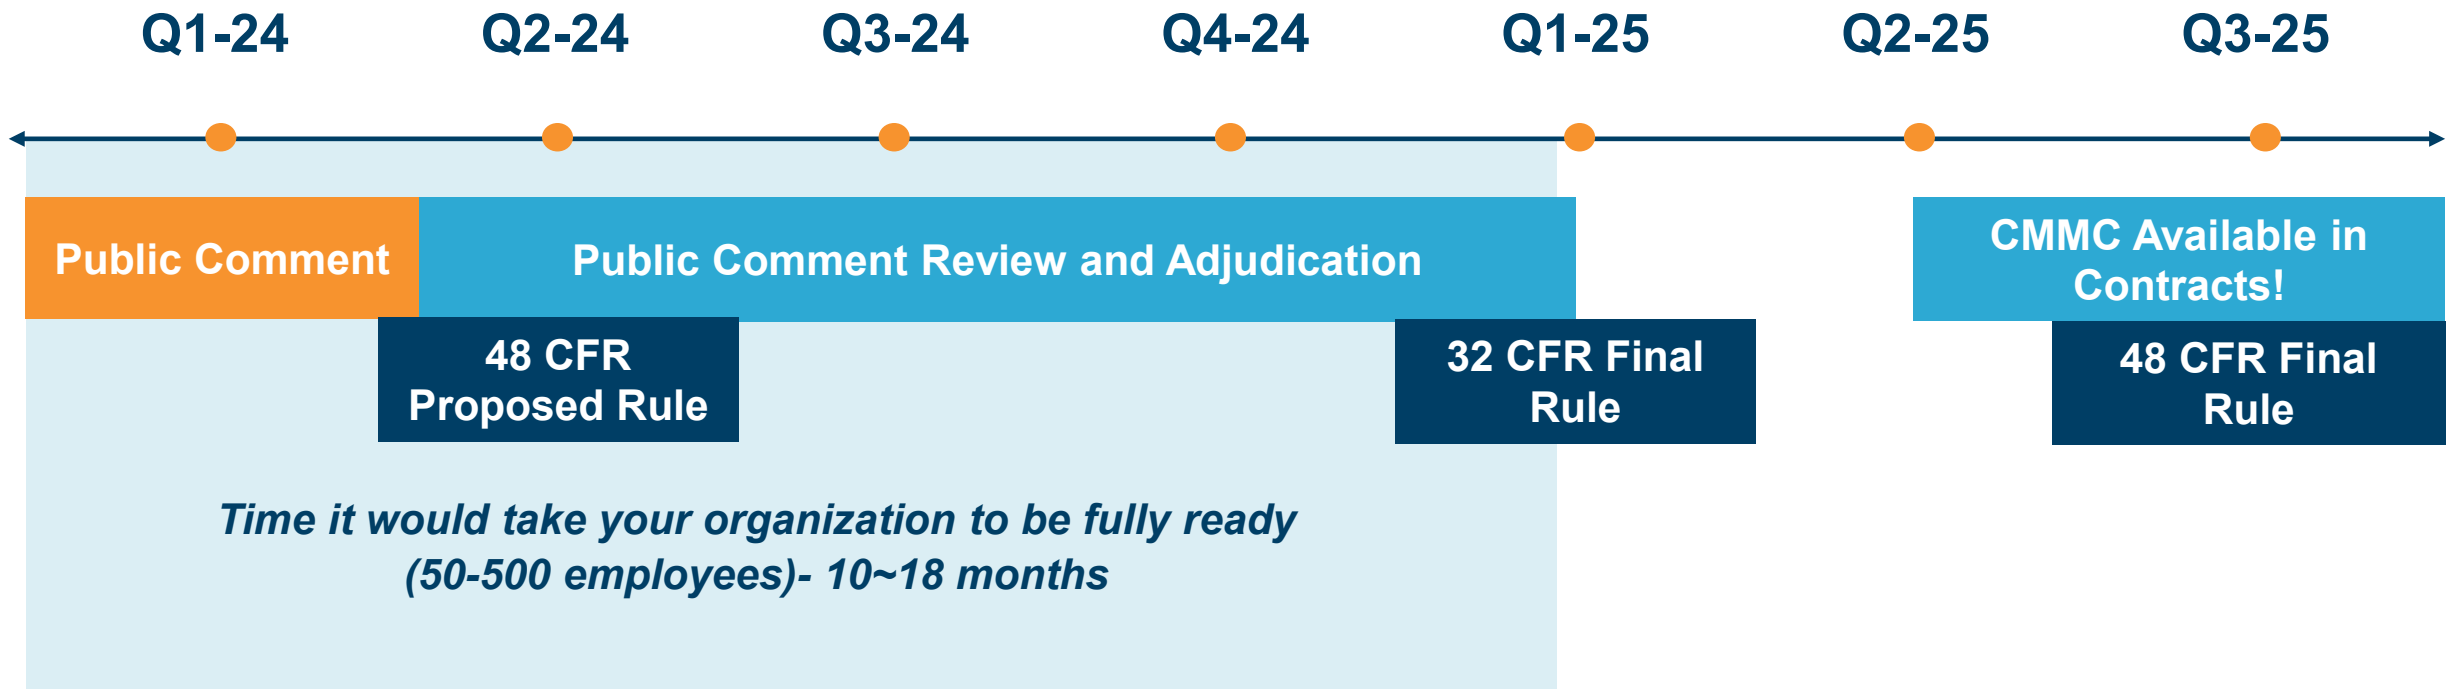 Q1-24 Q2-24 Q3-24 Q4-24 Q1-25 Q2-25 Q3-25
Public Comment
Public Comment Review and Adjudication
CMMC Available in
Contracts!
48 CFR
Proposed Rule
32 CFR Final
Rule
48 CFR Final
Rule
Time it would take your organization to be fully ready
(50-500 employees)- 10~18 months